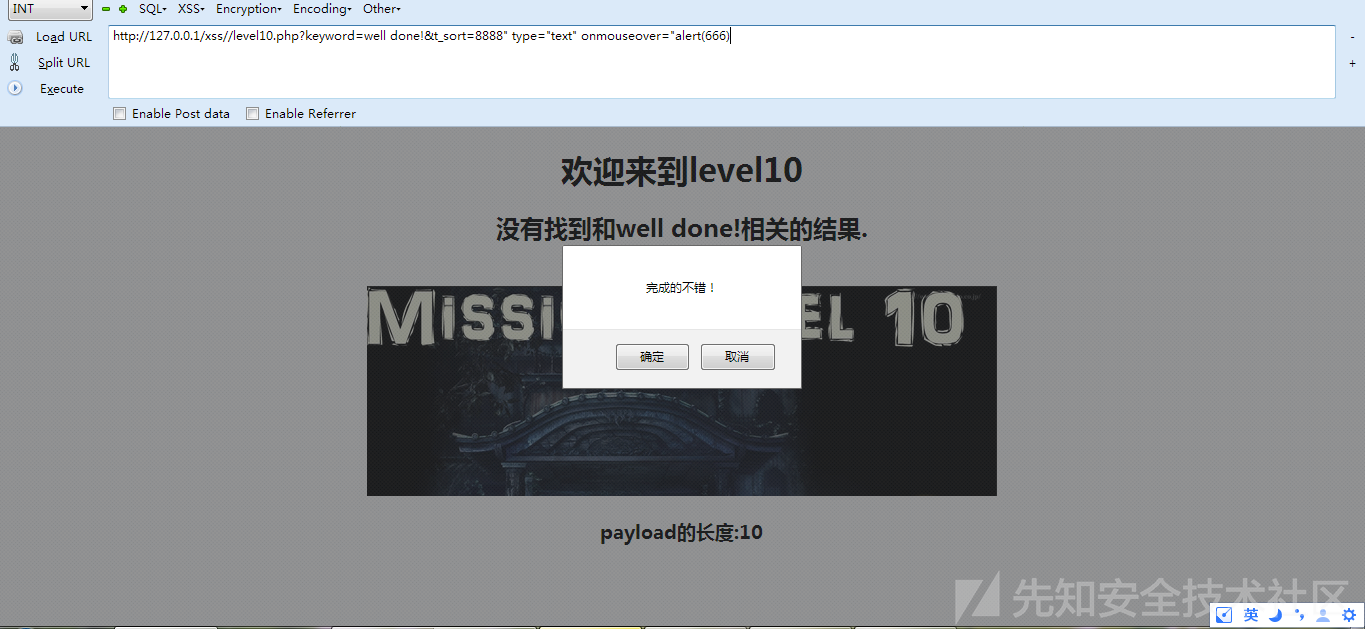 INT SQL XSS Encryption Encoding Other
Load URL
http://127.0.0.1/xss//level10.php?keyword=well done!&t_sort=8888" type="text" onmouseover="alert(666)
Split URL
Execute
Enable Post data Enable Referrer
欢迎来到level10
没有找到和well done!相关的结果.
完成的不错！
确定 取消
10
payload的长度:10
先知安全技术社区
英